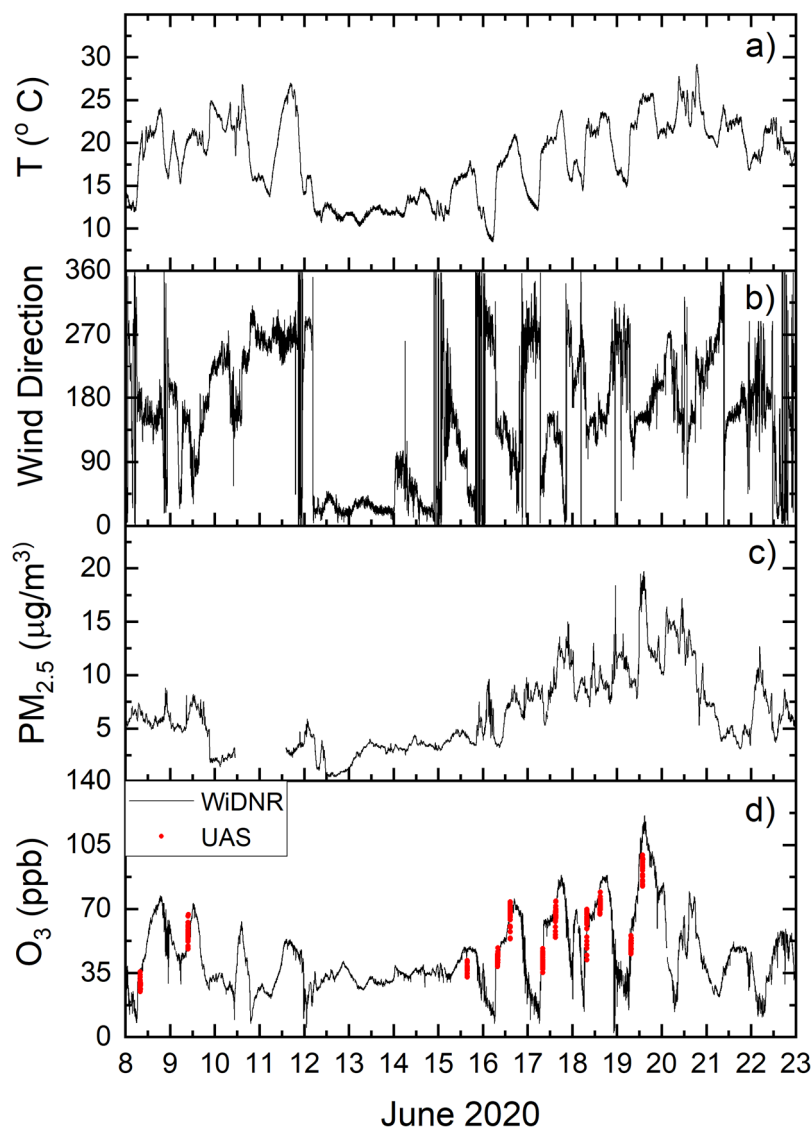 a)
T (° C)
30
25
20
15
10
b)
Wind Direction
360
270
180
90
0
c)
PM2.5 (μg/m3)
20
15
10
5
d)
O3 (ppb)
140
105
70
35
0
WiDNR
UAS
8 9 10 11 12 13 14 15 16 17 18 19 20 21 22 23
June 2020